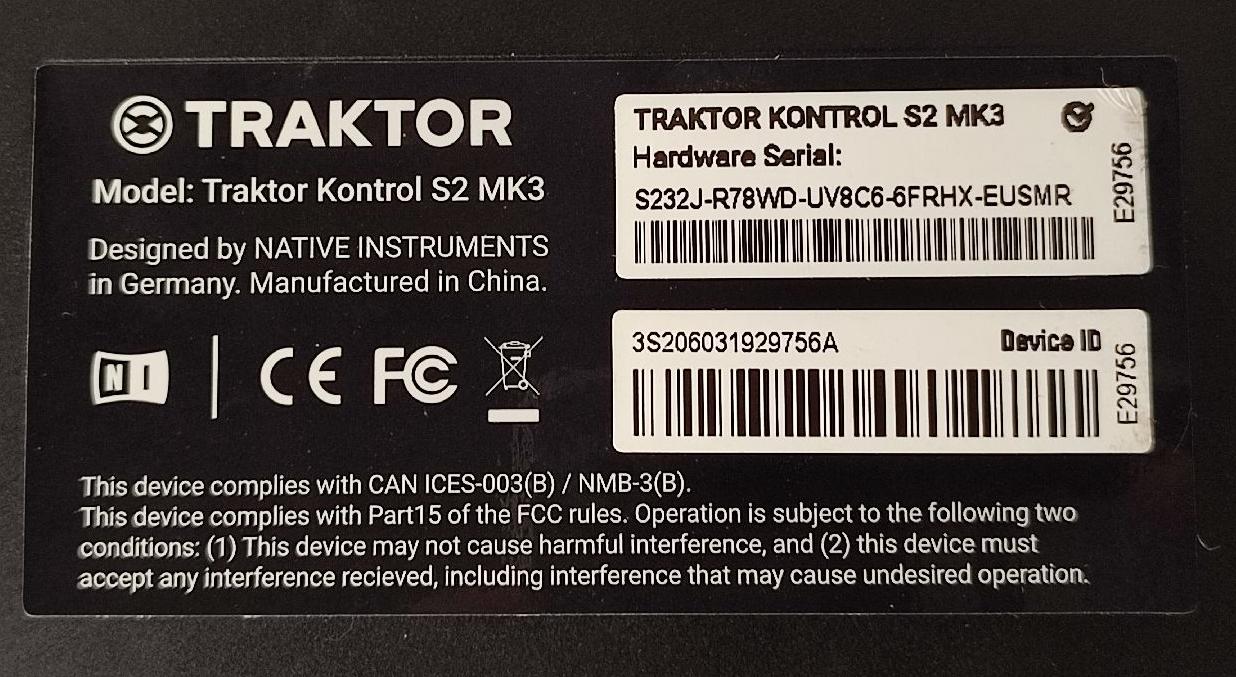 TRAKTOR
Model: Traktor Kontrol S2 MK3
Designed by NATIVE INSTRUMENTS
in Germany. Manufactured in China.
NI
CE FC
TRAKTOR KONTROL S2 MK3
Hardware Serial:
S232J-R78WD-UV8C6-6FRHX-EUSMR
E29756
3S206031929756A Device ID
E29756
This device complies with CAN ICES-003(B) / NMB-3(B).
This device complies with Part15 of the FCC rules. Operation is subject to the following two
conditions: (1) This device may not cause harmful interference, and (2) this device must
accept any interference recieved, including interference that may cause undesired operation.